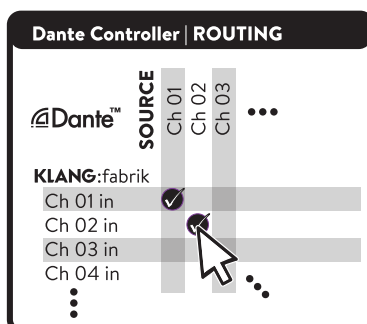 Dante Controller | ROUTING
Dante™
SOURCE
Ch 01
Ch 02
Ch 03
KLANG:fabrik
Ch 01 in
Ch 02 in
Ch 03 in
Ch 04 in